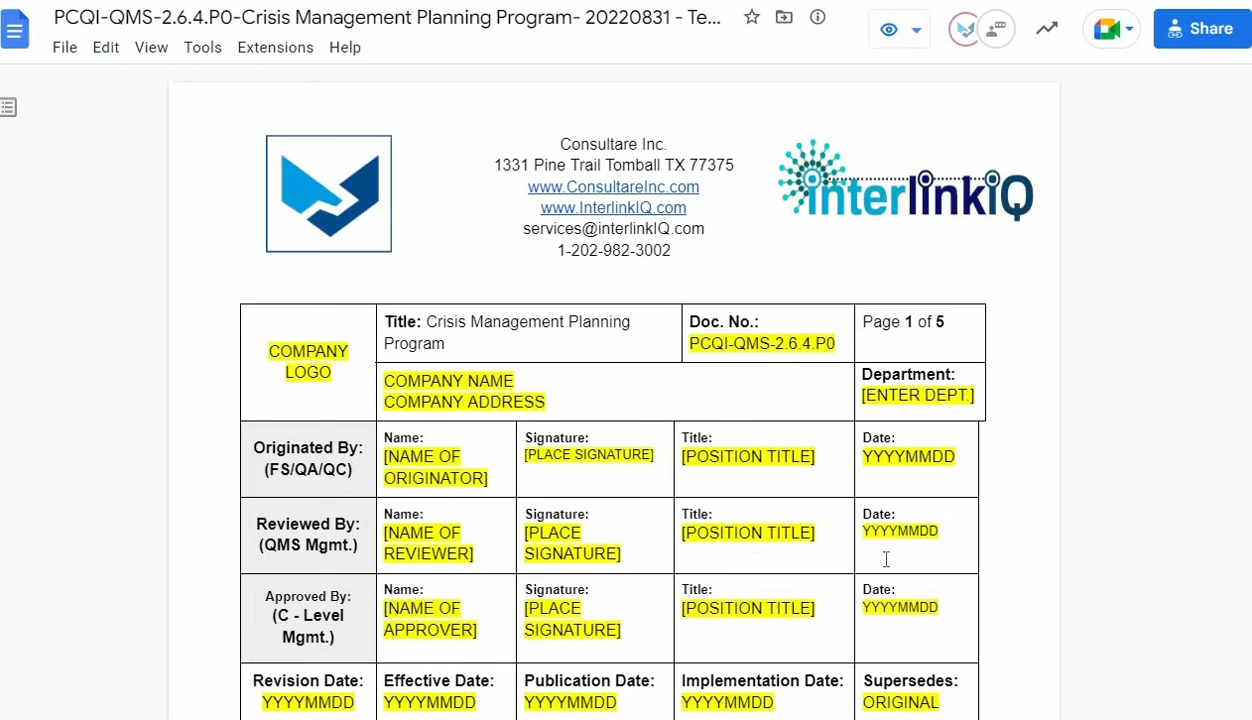 PCQI-QMS-2.6.4.P0-Crisis Management Planning Program- 20220831 - Te...
File Edit View Tools Extensions Help
Share
Consultare Inc.
1331 Pine Trail Tomball TX 77375
www.ConsultareInc.com
www.InterlinkIQ.com
services@interlinkIQ.com
1-202-982-3002
interlinkIQ
COMPANY
LOGO
Title: Crisis Management Planning
Program
Doc. No.:
PCQI-QMS-2.6.4.P0
Page 1 of 5
COMPANY NAME
COMPANY ADDRESS
Department:
[ENTER DEPT.]
Originated By:
(FS/QA/QC)
Name:
[NAME OF
ORIGINATOR]
Signature:
[PLACE SIGNATURE]
Title:
[POSITION TITLE]
Date:
YYYYMMDD
Reviewed By:
(QMS Mgmt.)
Name:
[NAME OF
REVIEWER]
Signature:
[PLACE
SIGNATURE]
Title:
[POSITION TITLE]
Date:
YYYYMMDD
Approved By:
(C - Level
Mgmt.)
Name:
[NAME OF
APPROVER]
Signature:
[PLACE
SIGNATURE]
Title:
[POSITION TITLE]
Date:
YYYYMMDD
Revision Date:
YYYYMMDD
Effective Date:
YYYYMMDD
Publication Date:
YYYYMMDD
Implementation Date:
YYYYMMDD
Supersedes:
ORIGINAL